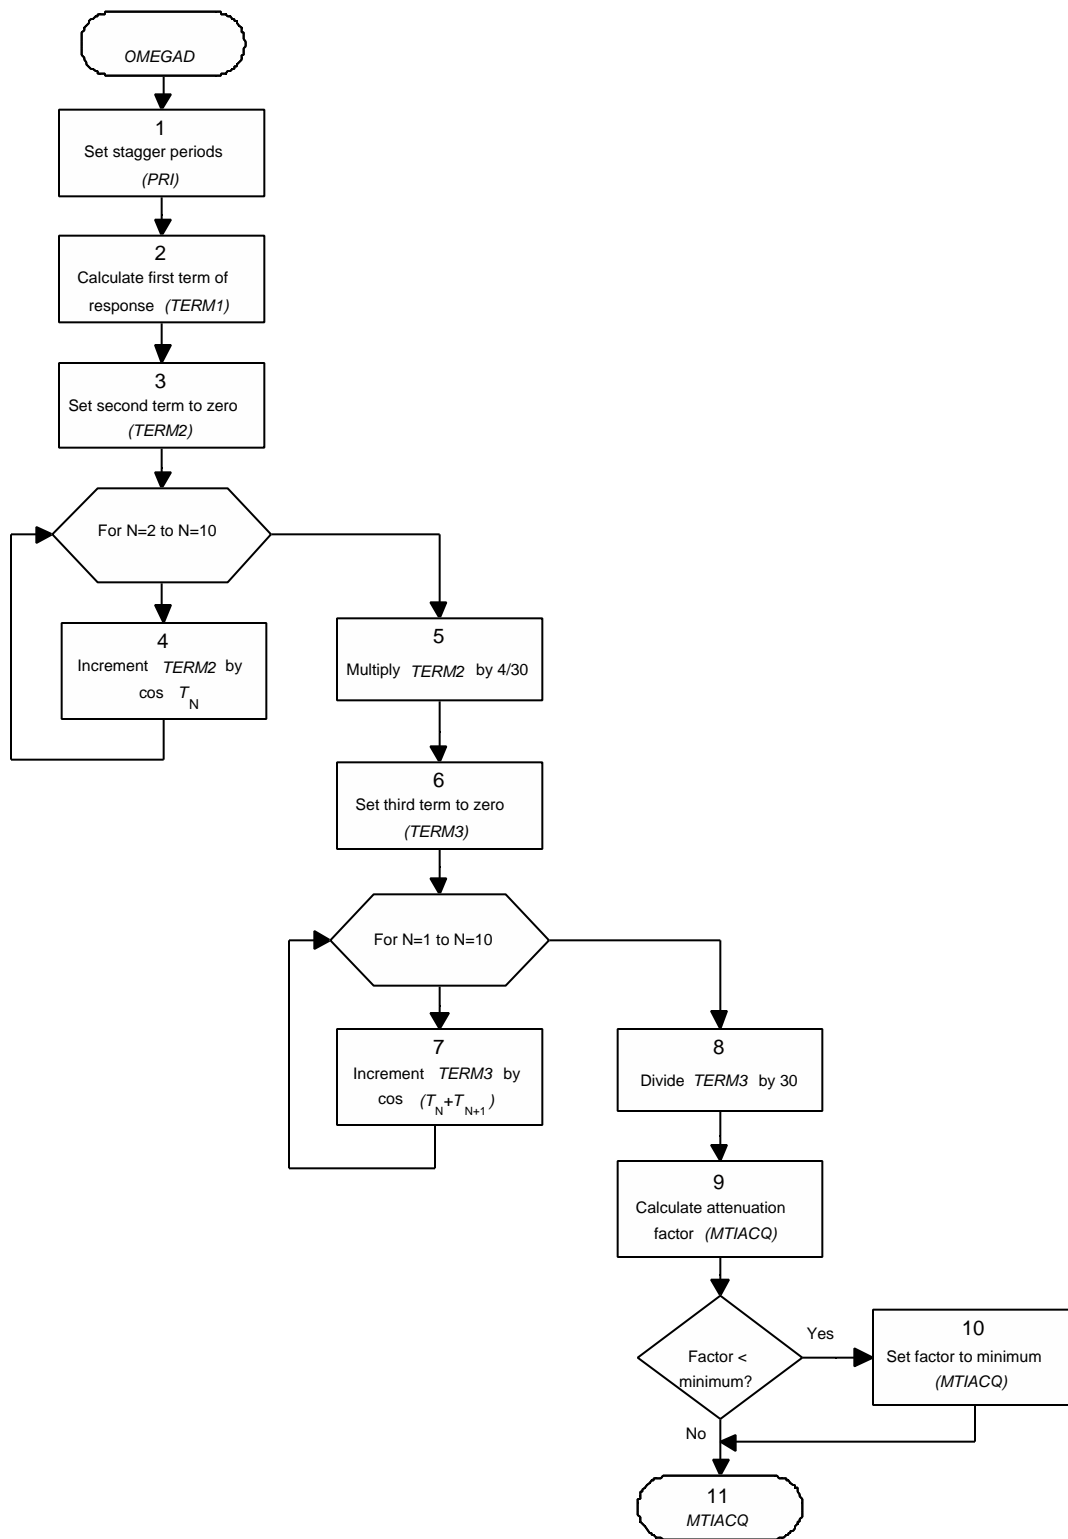 OMEGAD
1
Set stagger periods
(PRI)
2
Calculate first term of
response (TERM1)
3
Set second term to zero
(TERM2)
For N=2 to N=10
4
Increment TERM2 by
cos T_N
5
Multiply TERM2 by 4/30
6
Set third term to zero
(TERM3)
For N=1 to N=10
7
Increment TERM3 by
cos (T_N+T_N+1)
8
Divide TERM3 by 30
9
Calculate attenuation
factor (MTIACQ)
Factor <
minimum?
Yes
10
Set factor to minimum
(MTIACQ)
No
11
MTIACQ